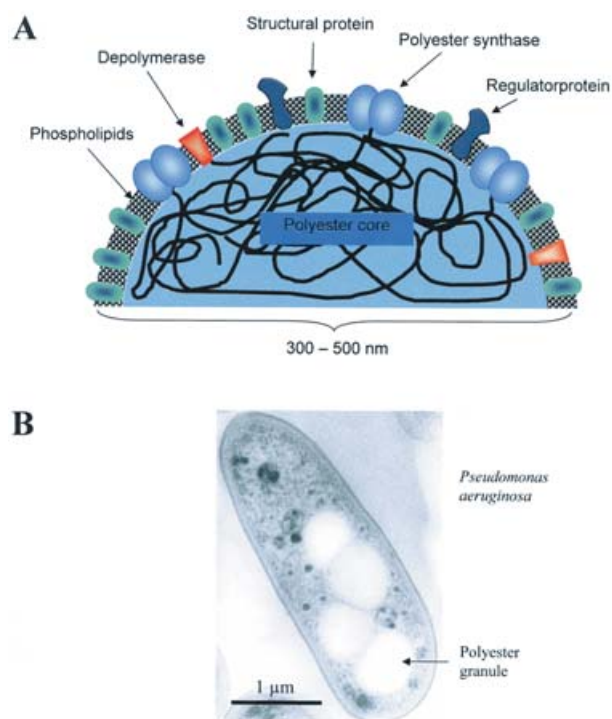 A
Structural protein
Polyester synthase
Depolymerase
Regulatorprotein
Phospholipids
Polyester core
300 – 500 nm
B
Pseudomonas
aeruginosa
Polyester
granule
1 µm